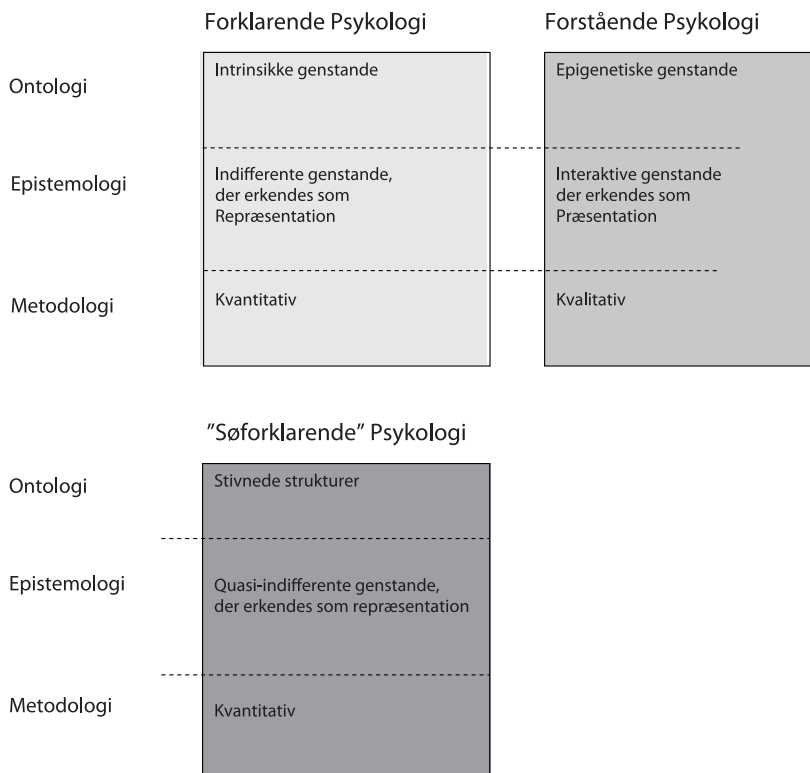 Forklarende Psykologi
Forstående Psykologi
Ontologi
Intrinsikke genstande
Epigenetiske genstande
Epistemologi
Indifferente genstande,
der erkendes som
Repræsentation
Interaktive genstande
der erkendes som
Præsentation
Metodologi
Kvantitativ
Kvalitativ
”Søforklarende” Psykologi
Ontologi
Stivnede strukturer
Epistemologi
Quasi-indifferente genstande,
der erkendes som repræsentation
Metodologi
Kvantitativ